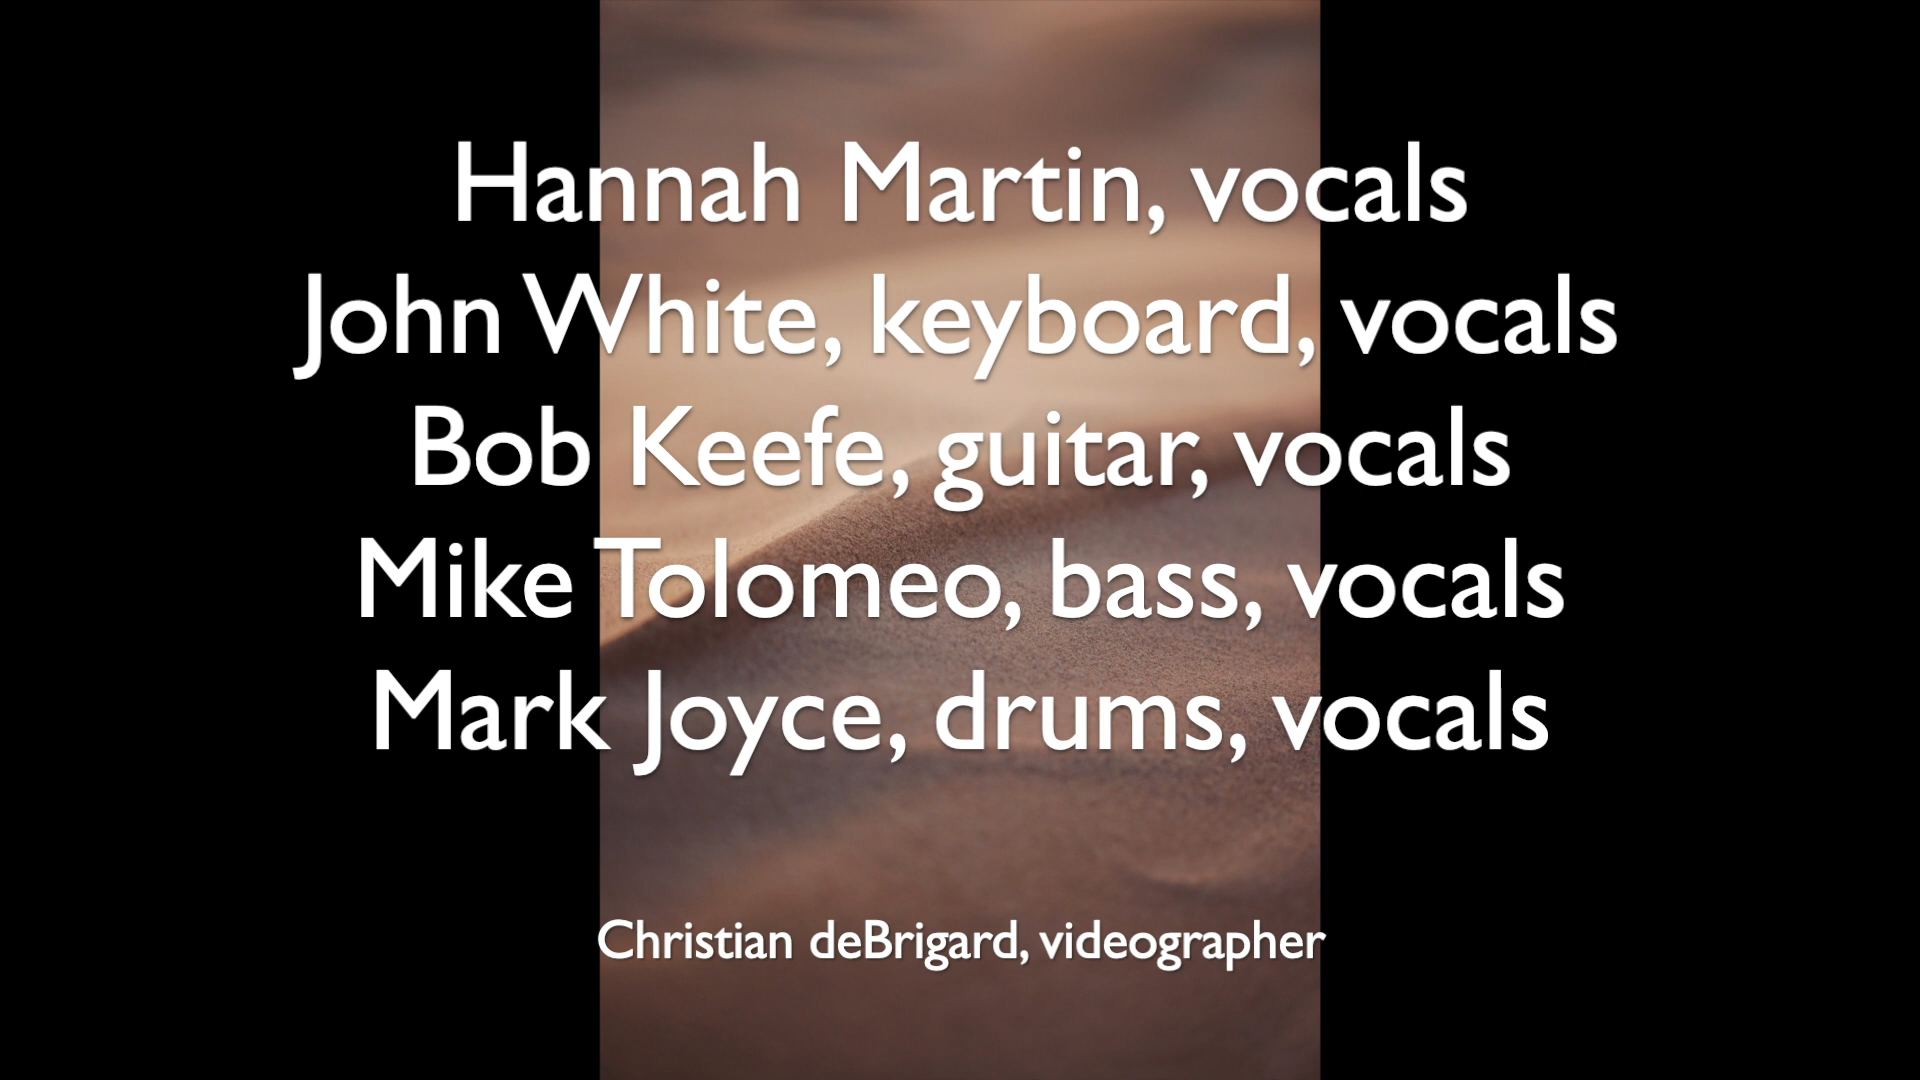 Hannah Martin, vocals
John White, keyboard, vocals
Bob Keefe, guitar, vocals
Mike Tolomeo, bass, vocals
Mark Joyce, drums, vocals
Christian deBrigard, videographer